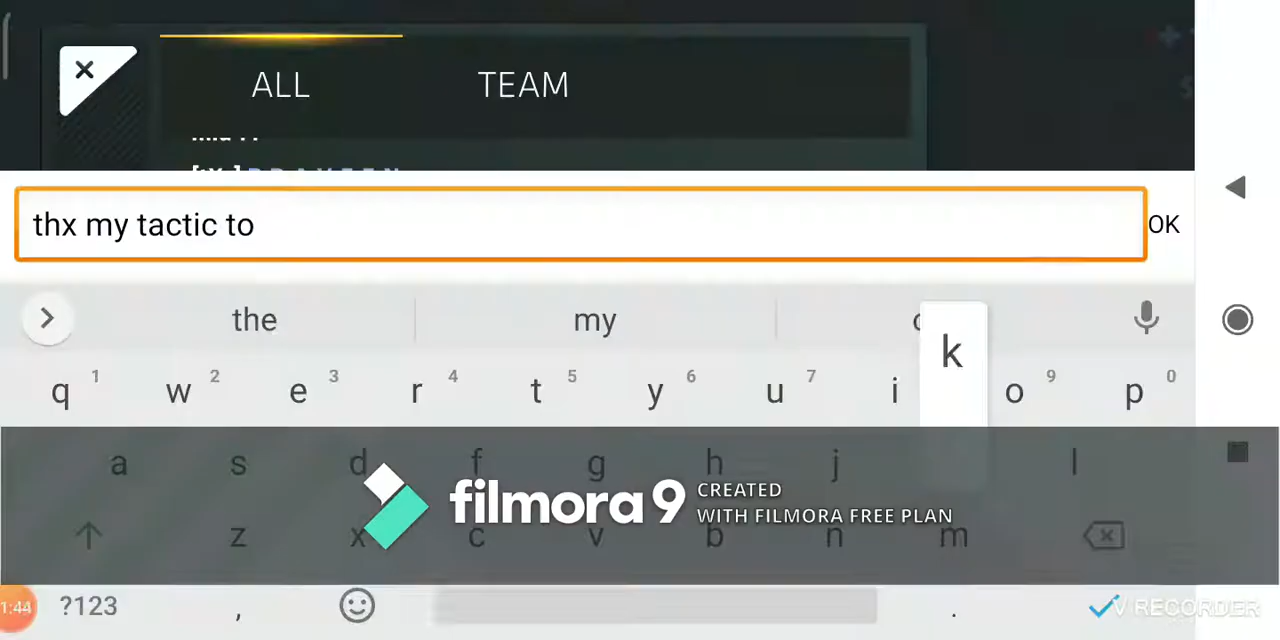 ALL TEAM
thx my tactic to
OK
the my
k
q 1 w 2 e 3 r 4 t 5 y 6 u 7 i o 9 p 0
a s d f g h j l
filmora9 CREATED
WITH FILMORA FREE PLAN
z x c v b n m
1:44 ?123 , .
V RECORDER